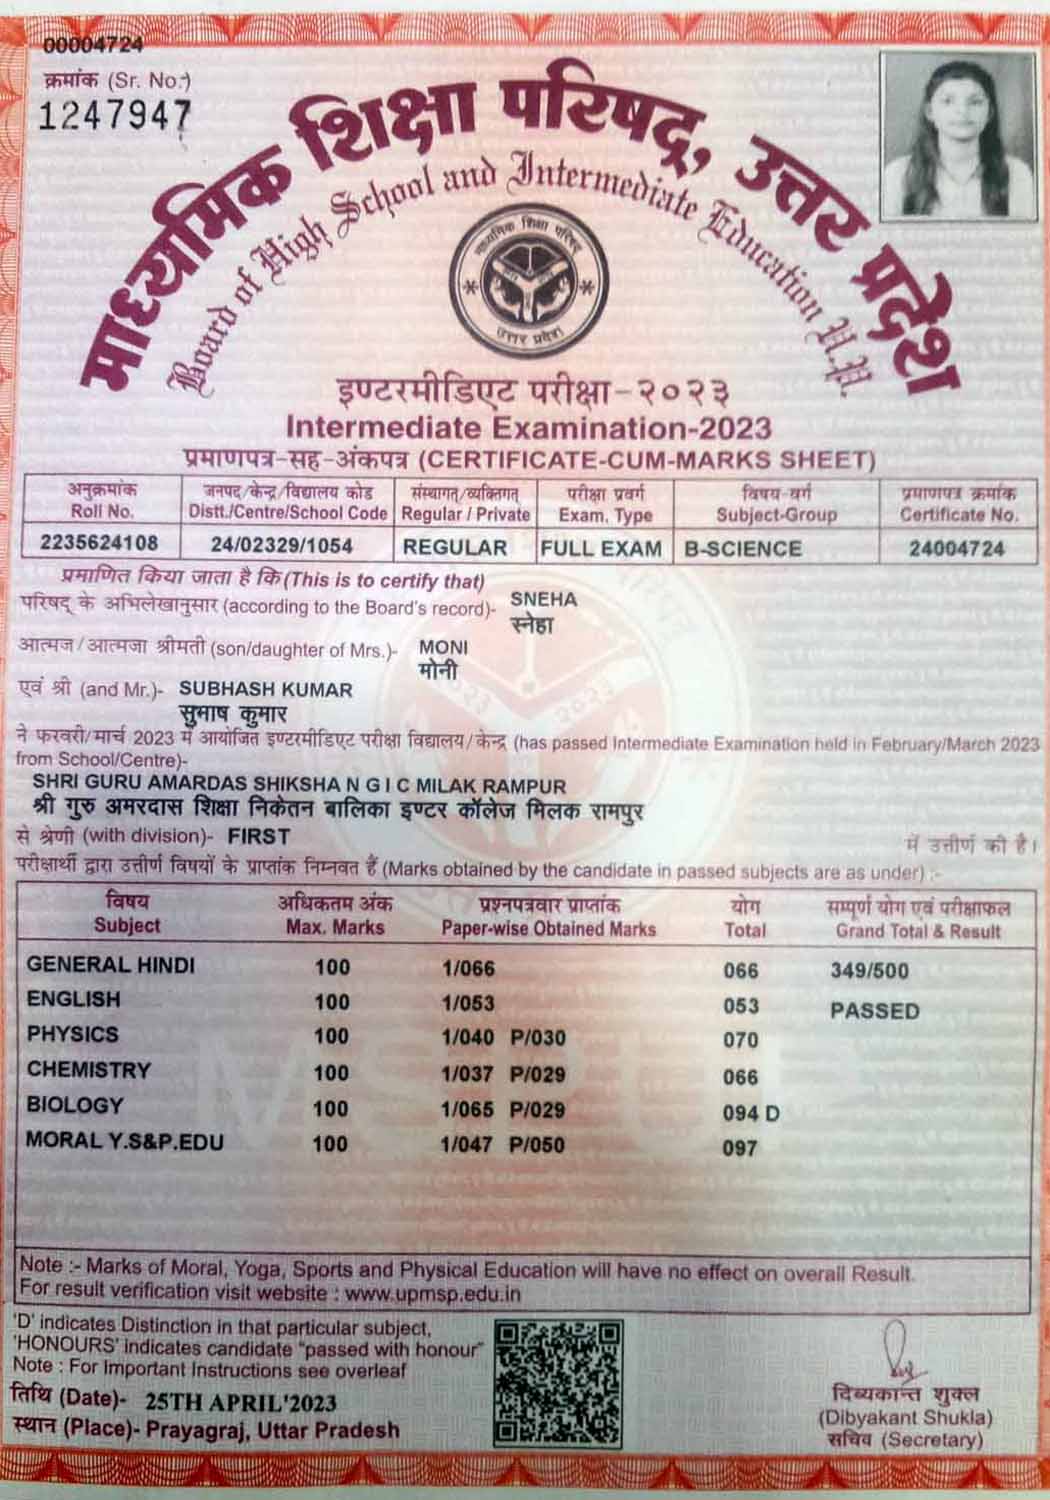 00004724
क्रमांक (Sr. No.)
1247947
माध्यमिक शिक्षा परिषद्, उत्तर प्रदेश
Board of High School and Intermediate Education U.P.
माध्यमिक शिक्षा परिषद
उत्तर प्रदेश
इण्टरमीडिएट परीक्षा-२०२३
Intermediate Examination-2023
प्रमाणपत्र-सह-अंकपत्र (CERTIFICATE-CUM-MARKS SHEET)
अनुक्रमांक जनपद/केन्द्र/विद्यालय कोड संस्थागत/व्यक्तिगत परीक्षा प्रवर्ग विषय-वर्ग प्रमाणपत्र क्रमांक
Roll No. Distt./Centre/School Code Regular / Private Exam. Type Subject-Group Certificate No.
2235624108 24/02329/1054 REGULAR FULL EXAM B-SCIENCE 24004724
प्रमाणित किया जाता है कि (This is to certify that)
परिषद् के अभिलेखानुसार (according to the Board's record)- SNEHA
स्नेहा
आत्मज/आत्मजा श्रीमती (son/daughter of Mrs.)- MONI
मोनी
एवं श्री (and Mr.)- SUBHASH KUMAR
सुभाष कुमार
ने फरवरी/मार्च 2023 में आयोजित इण्टरमीडिएट परीक्षा विद्यालय/केन्द्र (has passed Intermediate Examination held in February/March 2023
from School/Centre)-
SHRI GURU AMARDAS SHIKSHA N G I C MILAK RAMPUR
श्री गुरु अमरदास शिक्षा निकेतन बालिका इण्टर कॉलेज मिलक रामपुर
से श्रेणी (with division)- FIRST में उत्तीर्ण की है।
परीक्षार्थी द्वारा उत्तीर्ण विषयों के प्राप्तांक निम्नवत हैं (Marks obtained by the candidate in passed subjects are as under) :-
विषय अधिकतम अंक प्रश्नपत्रवार प्राप्तांक योग सम्पूर्ण योग एवं परीक्षाफल
Subject Max. Marks Paper-wise Obtained Marks Total Grand Total & Result
GENERAL HINDI 100 1/066 066 349/500
ENGLISH 100 1/053 053 PASSED
PHYSICS 100 1/040 P/030 070
CHEMISTRY 100 1/037 P/029 066
BIOLOGY 100 1/065 P/029 094 D
MORAL Y.S&P.EDU 100 1/047 P/050 097
Note :- Marks of Moral, Yoga, Sports and Physical Education will have no effect on overall Result.
For result verification visit website : www.upmsp.edu.in
'D' indicates Distinction in that particular subject,
'HONOURS' indicates candidate "passed with honour"
Note : For Important Instructions see overleaf
तिथि (Date)- 25TH APRIL'2023
स्थान (Place)- Prayagraj, Uttar Pradesh
दिब्यकान्त शुक्ल
(Dibyakant Shukla)
सचिव (Secretary)